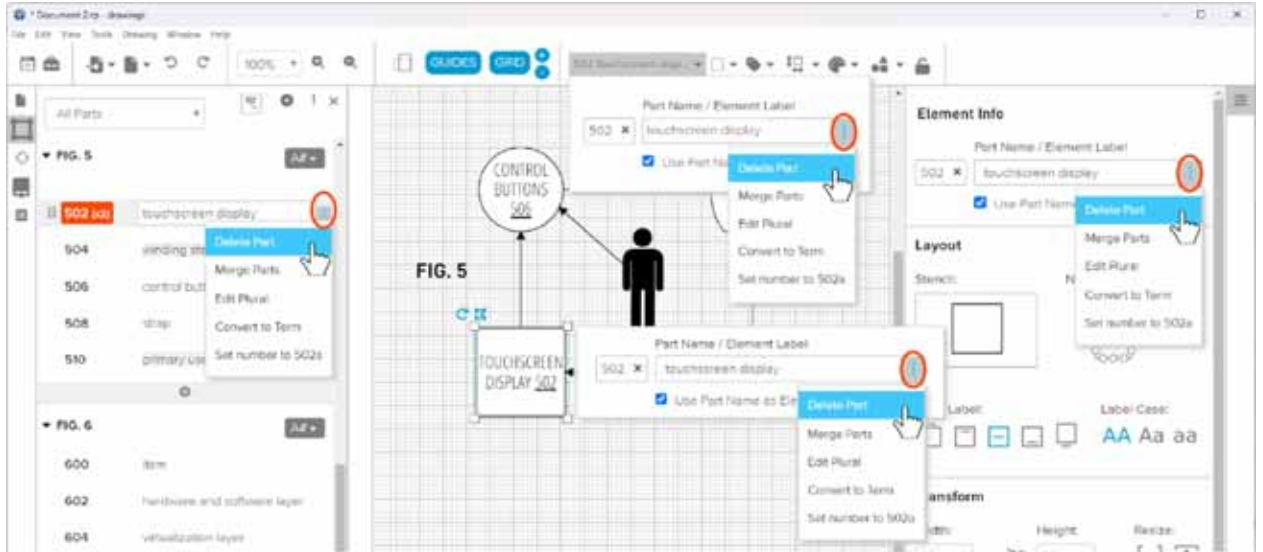 * Document 2.rp - drawings
File Edit View Tools Drawing Window Help
100%
GUIDES GRID
All Parts
FIG. 5
All
502 (x3) touchscreen display
504
506 control
508 strap
510 primary
Delete Part
Merge Parts
Edit Plural
Convert to Term
Set number to 502a
FIG. 6
All
600 item
602 hardware and software layer
604 virtualization layer
Part Name / Element Label
502 × touchscreen display
Use Part
Delete Part
Merge Parts
Edit Plural
Convert to Term
Set number to 502a
CONTROL
BUTTONS
506
FIG. 5
TOUCHSCREEN
DISPLAY 502
Part Name / Element Label
502 × touchscreen display
Use Part Name as
Delete Part
Merge Parts
Edit Plural
Convert to Term
Set number to 502a
Element Info
Part Name / Element Label
502 × touchscreen display
Use Part Name
Delete Part
Merge Parts
Edit Plural
Convert to Term
Set number to 502a
Layout
Stencil:
Label: Label Case:
AA Aa aa
Height: Resize: